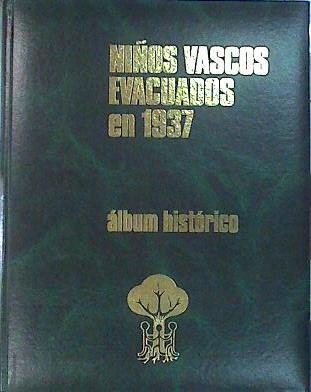 NIÑOS VASCOS
EVACUADOS
en 1937
álbum histórico